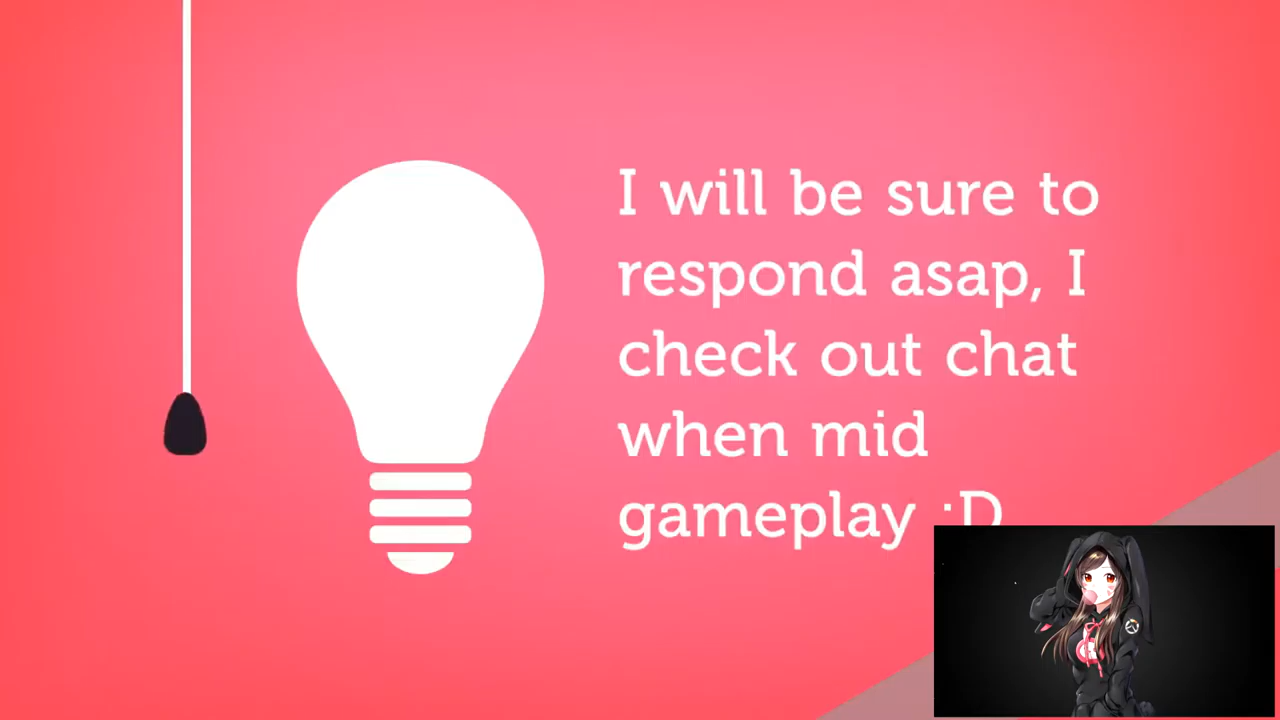 I will be sure to
respond asap, I
check out chat
when mid
gameplay :D